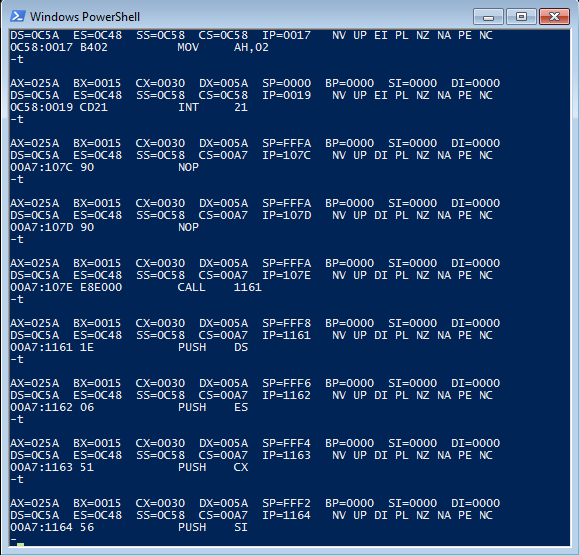 Windows PowerShell
DS=0C5A  ES=0C48  SS=0C58  CS=0C58  IP=0017   NV UP EI PL NZ NA PE NC
0C58:0017 B402          MOV     AH,02
-t

AX=025A  BX=0015  CX=0030  DX=005A  SP=0000  BP=0000  SI=0000  DI=0000
DS=0C5A  ES=0C48  SS=0C58  CS=0C58  IP=0019   NV UP EI PL NZ NA PE NC
0C58:0019 CD21          INT     21
-t

AX=025A  BX=0015  CX=0030  DX=005A  SP=FFFA  BP=0000  SI=0000  DI=0000
DS=0C5A  ES=0C48  SS=0C58  CS=00A7  IP=107C   NV UP DI PL NZ NA PE NC
00A7:107C 90            NOP
-t

AX=025A  BX=0015  CX=0030  DX=005A  SP=FFFA  BP=0000  SI=0000  DI=0000
DS=0C5A  ES=0C48  SS=0C58  CS=00A7  IP=107D   NV UP DI PL NZ NA PE NC
00A7:107D 90            NOP
-t

AX=025A  BX=0015  CX=0030  DX=005A  SP=FFFA  BP=0000  SI=0000  DI=0000
DS=0C5A  ES=0C48  SS=0C58  CS=00A7  IP=107E   NV UP DI PL NZ NA PE NC
00A7:107E E8E000        CALL    1161
-t

AX=025A  BX=0015  CX=0030  DX=005A  SP=FFF8  BP=0000  SI=0000  DI=0000
DS=0C5A  ES=0C48  SS=0C58  CS=00A7  IP=1161   NV UP DI PL NZ NA PE NC
00A7:1161 1E            PUSH    DS
-t

AX=025A  BX=0015  CX=0030  DX=005A  SP=FFF6  BP=0000  SI=0000  DI=0000
DS=0C5A  ES=0C48  SS=0C58  CS=00A7  IP=1162   NV UP DI PL NZ NA PE NC
00A7:1162 06            PUSH    ES
-t

AX=025A  BX=0015  CX=0030  DX=005A  SP=FFF4  BP=0000  SI=0000  DI=0000
DS=0C5A  ES=0C48  SS=0C58  CS=00A7  IP=1163   NV UP DI PL NZ NA PE NC
00A7:1163 51            PUSH    CX
-t

AX=025A  BX=0015  CX=0030  DX=005A  SP=FFF2  BP=0000  SI=0000  DI=0000
DS=0C5A  ES=0C48  SS=0C58  CS=00A7  IP=1164   NV UP DI PL NZ NA PE NC
00A7:1164 56            PUSH    SI
-